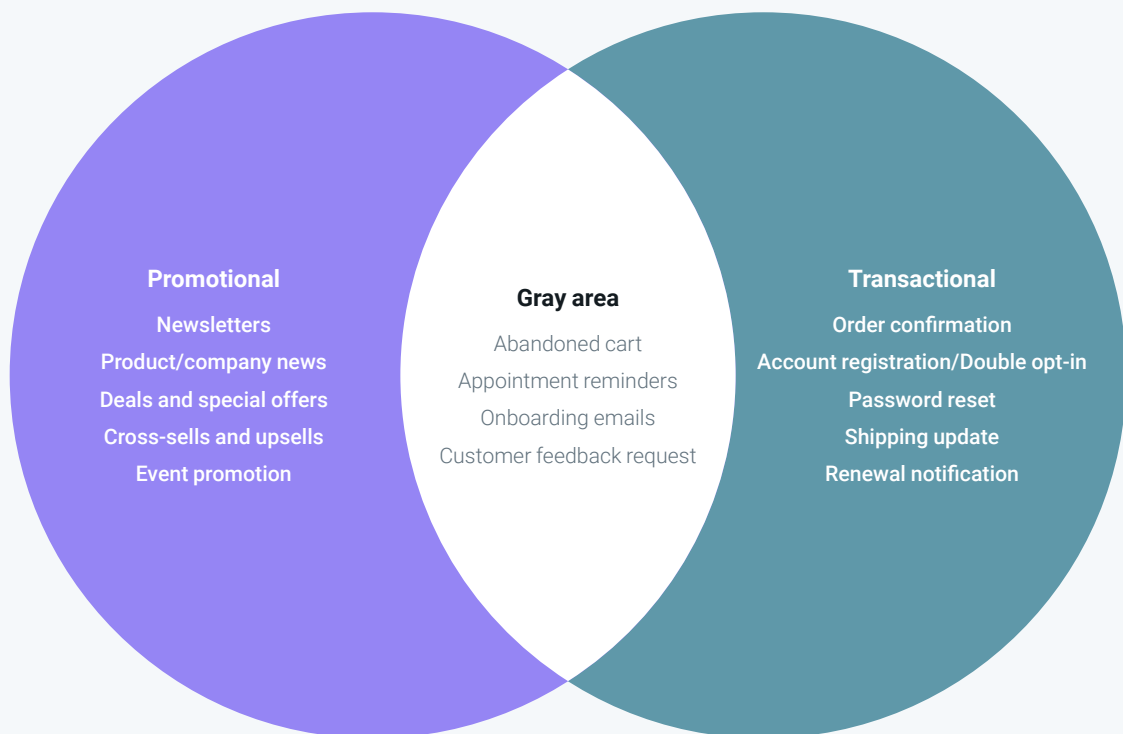 Promotional
Newsletters
Product/company news
Deals and special offers
Cross-sells and upsells
Event promotion
Gray area
Abandoned cart
Appointment reminders
Onboarding emails
Customer feedback request
Transactional
Order confirmation
Account registration/Double opt-in
Password reset
Shipping update
Renewal notification